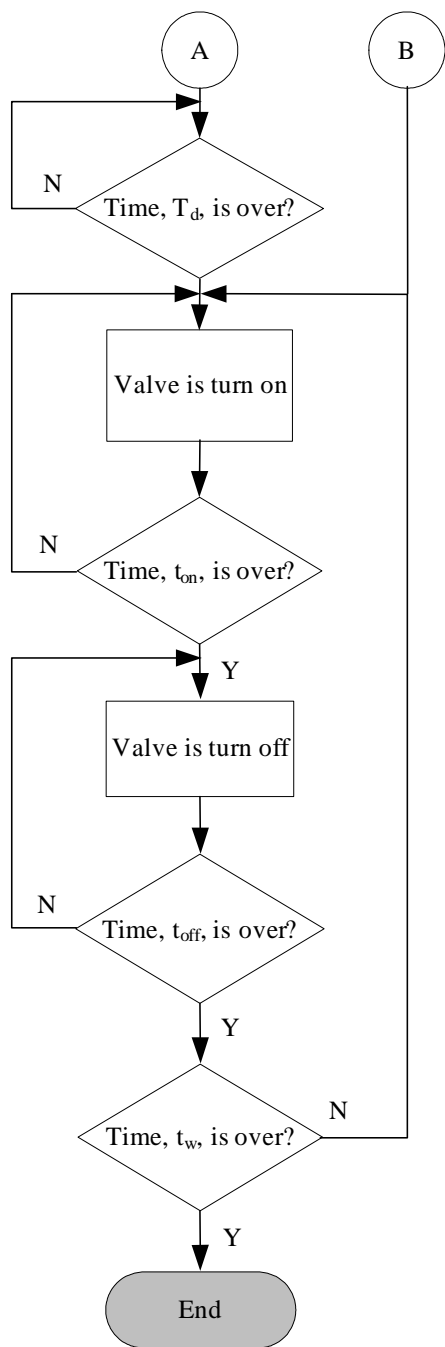 A
B
N
Time, Td, is over?
Valve is turn on
N
Time, ton, is over?
Y
Valve is turn off
N
Time, toff, is over?
Y
Time, tw, is over?
N
Y
End